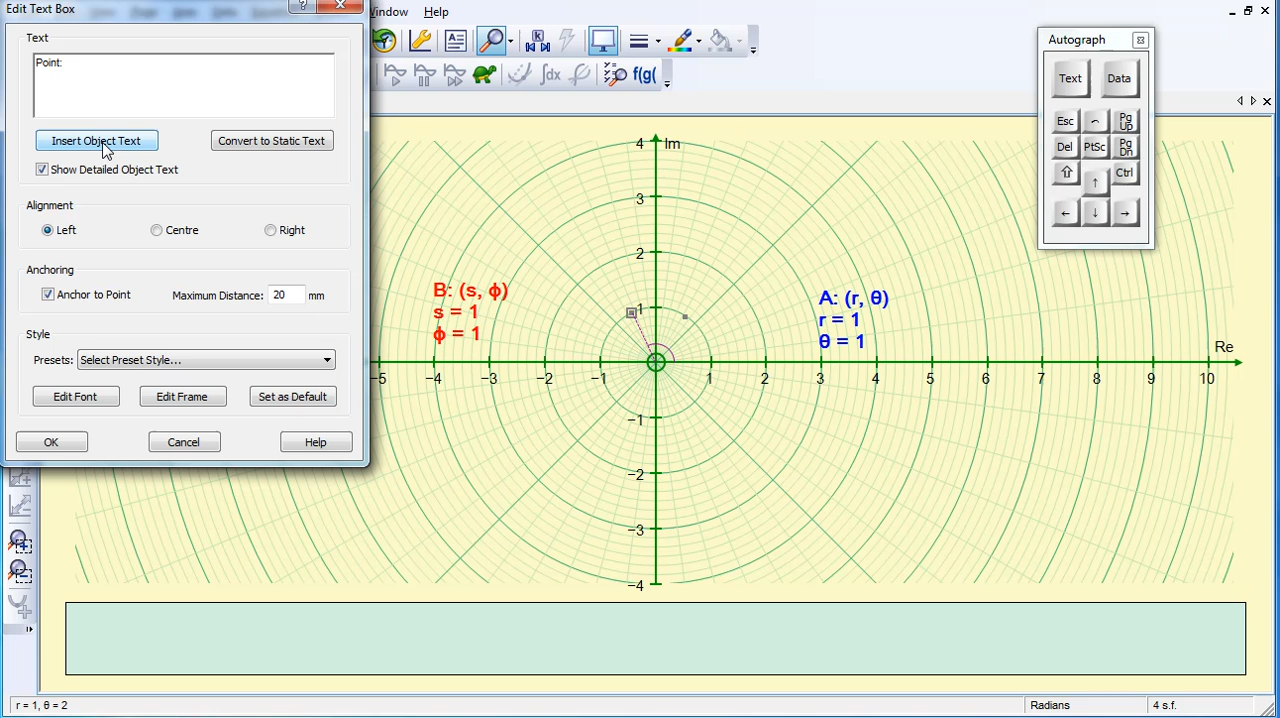 Edit Text Box
?
Window
Help
Text
Point:
Insert Object Text
Convert to Static Text
Show Detailed Object Text
Alignment
Left
Centre
Right
Anchoring
Anchor to Point
Maximum Distance: 20 mm
Style
Presets: Select Preset Style...
Edit Font
Edit Frame
Set as Default
OK
Cancel
Help
∫dx
f(g(
Autograph
Text
Data
Esc
Pg Up
Del
PtSc
Pg Dn
Ctrl
4
Im
3
2
1
B: (s, ϕ)
s = 1
ϕ = 1
A: (r, θ)
r = 1
θ = 1
Re
−5 −4 −3 −2 −1 1 2 3 4 5 6 7 8 9 10
−1
−2
−3
−4
r = 1, θ = 2
Radians
4 s.f.